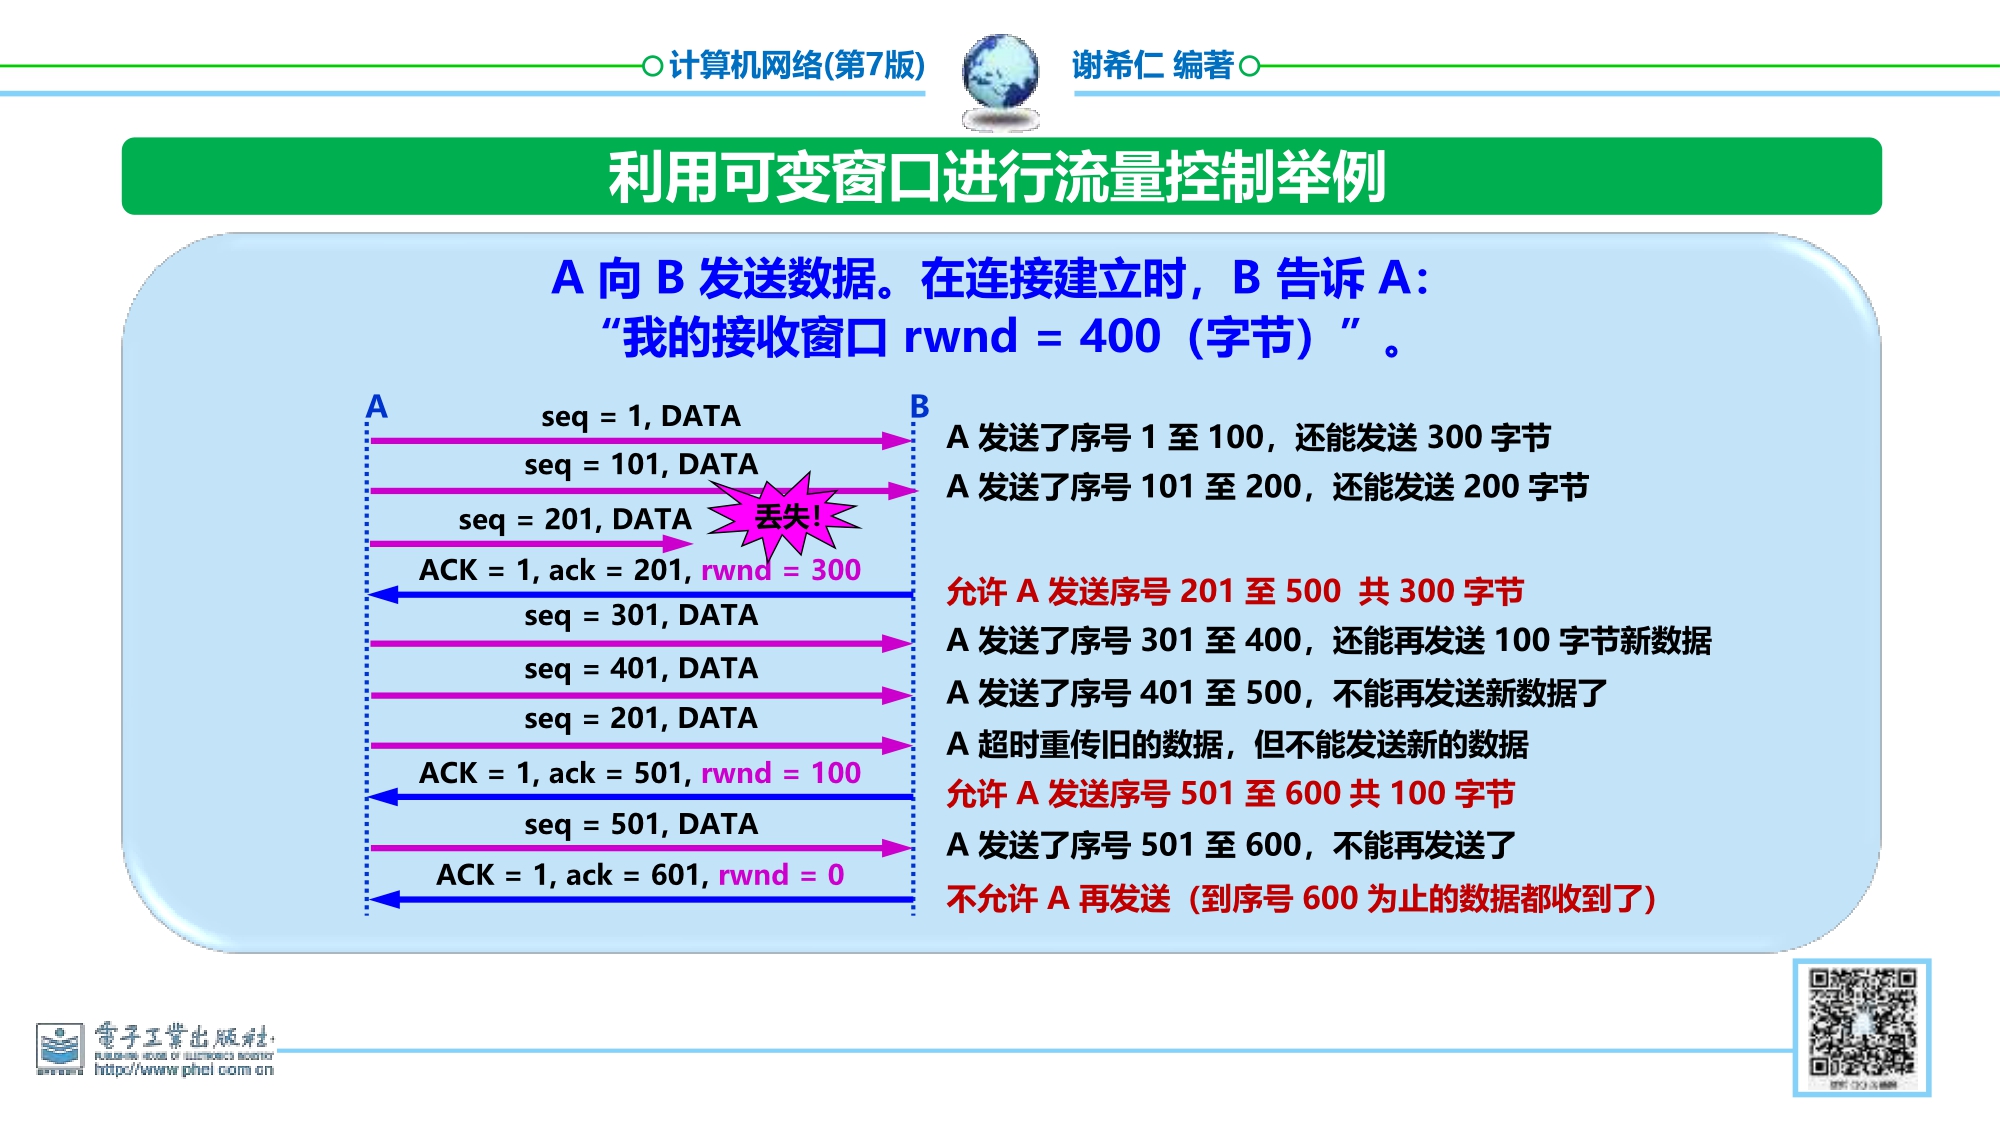 计算机网络(第7版) 谢希仁 编著
利用可变窗口进行流量控制举例
A 向 B 发送数据。在连接建立时，B 告诉 A：
“我的接收窗口 rwnd = 400（字节）”。
A B
seq = 1, DATA
A 发送了序号 1 至 100，还能发送 300 字节
seq = 101, DATA
A 发送了序号 101 至 200，还能发送 200 字节
seq = 201, DATA
丢失！
ACK = 1, ack = 201, rwnd = 300
允许 A 发送序号 201 至 500 共 300 字节
seq = 301, DATA
A 发送了序号 301 至 400，还能再发送 100 字节新数据
seq = 401, DATA
A 发送了序号 401 至 500，不能再发送新数据了
seq = 201, DATA
A 超时重传旧的数据，但不能发送新的数据
ACK = 1, ack = 501, rwnd = 100
允许 A 发送序号 501 至 600 共 100 字节
seq = 501, DATA
A 发送了序号 501 至 600，不能再发送了
ACK = 1, ack = 601, rwnd = 0
不允许 A 再发送（到序号 600 为止的数据都收到了）
電子工業出版社
PUBLISHING HOUSE OF ELECTRONICS INDUSTRY
http://www.phei.com.cn